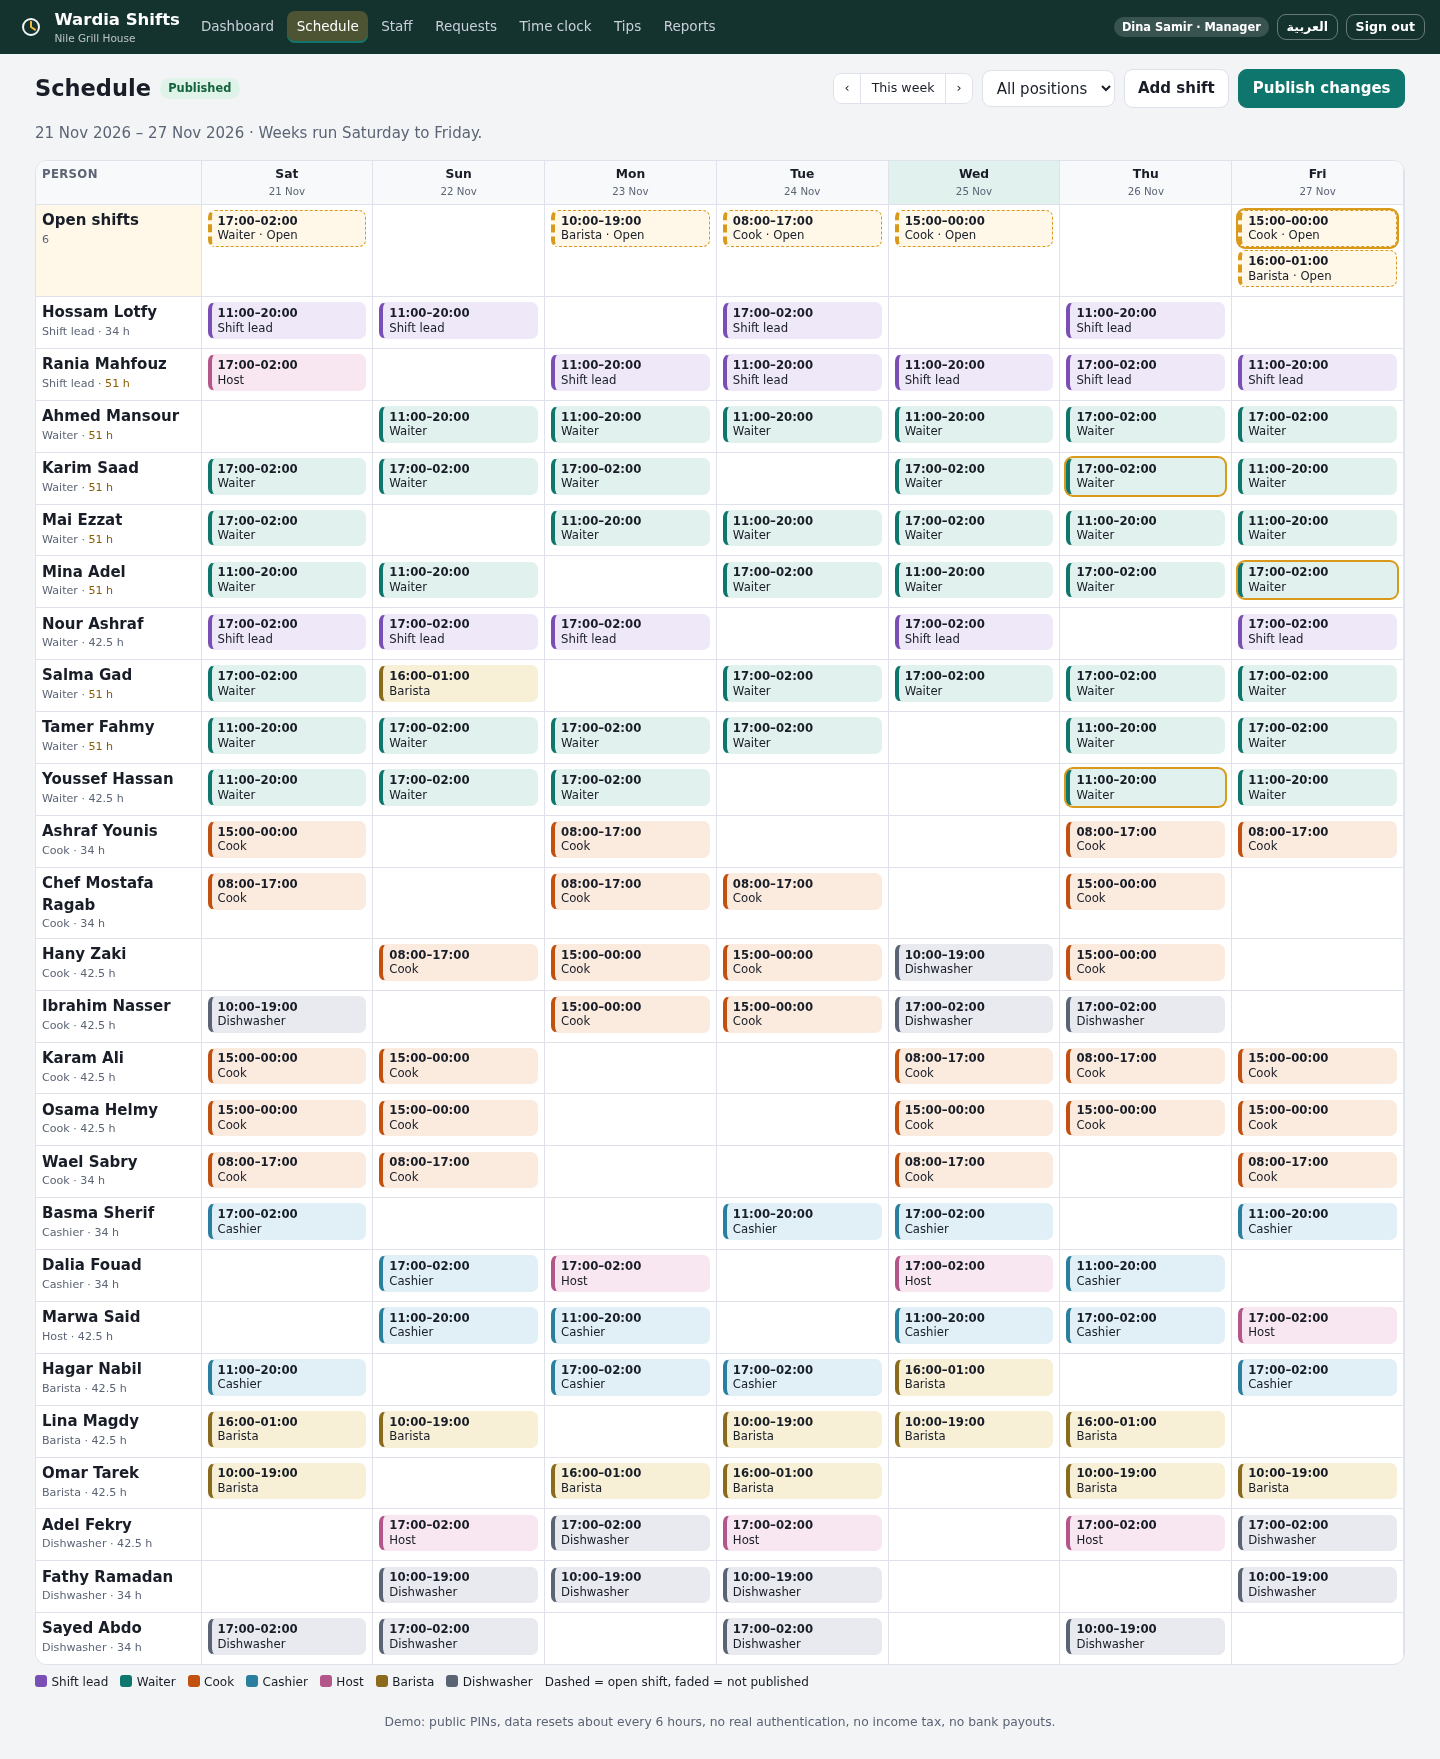 Wardia Shifts
Nile Grill House
Dashboard Schedule Staff Requests Time clock Tips Reports
Dina Samir · Manager العربية Sign out
Schedule Published
‹ This week › All positions Add shift Publish changes
21 Nov 2026 – 27 Nov 2026 · Weeks run Saturday to Friday.
PERSON Sat Sun Mon Tue Wed Thu Fri
21 Nov 22 Nov 23 Nov 24 Nov 25 Nov 26 Nov 27 Nov
Open shifts 17:00–02:00 10:00–19:00 08:00–17:00 15:00–00:00 15:00–00:00
6 Waiter · Open Barista · Open Cook · Open Cook · Open Cook · Open
16:00–01:00
Barista · Open
Hossam Lotfy 11:00–20:00 11:00–20:00 17:00–02:00 11:00–20:00
Shift lead · 34 h Shift lead Shift lead Shift lead Shift lead
Rania Mahfouz 17:00–02:00 11:00–20:00 11:00–20:00 11:00–20:00 17:00–02:00 11:00–20:00
Shift lead · 51 h Host Shift lead Shift lead Shift lead Shift lead Shift lead
Ahmed Mansour 11:00–20:00 11:00–20:00 11:00–20:00 11:00–20:00 17:00–02:00 17:00–02:00
Waiter · 51 h Waiter Waiter Waiter Waiter Waiter Waiter
Karim Saad 17:00–02:00 17:00–02:00 17:00–02:00 17:00–02:00 17:00–02:00 11:00–20:00
Waiter · 51 h Waiter Waiter Waiter Waiter Waiter Waiter
Mai Ezzat 17:00–02:00 11:00–20:00 11:00–20:00 17:00–02:00 11:00–20:00 11:00–20:00
Waiter · 51 h Waiter Waiter Waiter Waiter Waiter Waiter
Mina Adel 11:00–20:00 11:00–20:00 17:00–02:00 11:00–20:00 17:00–02:00 17:00–02:00
Waiter · 51 h Waiter Waiter Waiter Waiter Waiter Waiter
Nour Ashraf 17:00–02:00 17:00–02:00 17:00–02:00 17:00–02:00 17:00–02:00
Waiter · 42.5 h Shift lead Shift lead Shift lead Shift lead Shift lead
Salma Gad 17:00–02:00 16:00–01:00 17:00–02:00 17:00–02:00 17:00–02:00 17:00–02:00
Waiter · 51 h Waiter Barista Waiter Waiter Waiter Waiter
Tamer Fahmy 11:00–20:00 17:00–02:00 17:00–02:00 17:00–02:00 11:00–20:00 17:00–02:00
Waiter · 51 h Waiter Waiter Waiter Waiter Waiter Waiter
Youssef Hassan 11:00–20:00 17:00–02:00 17:00–02:00 11:00–20:00 11:00–20:00
Waiter · 42.5 h Waiter Waiter Waiter Waiter Waiter
Ashraf Younis 15:00–00:00 08:00–17:00 08:00–17:00 08:00–17:00
Cook · 34 h Cook Cook Cook Cook
Chef Mostafa 08:00–17:00 08:00–17:00 08:00–17:00 15:00–00:00
Ragab Cook Cook Cook Cook
Cook · 34 h
Hany Zaki 08:00–17:00 15:00–00:00 15:00–00:00 10:00–19:00 15:00–00:00
Cook · 42.5 h Cook Cook Cook Dishwasher Cook
Ibrahim Nasser 10:00–19:00 15:00–00:00 15:00–00:00 17:00–02:00 17:00–02:00
Cook · 42.5 h Dishwasher Cook Cook Dishwasher Dishwasher
Karam Ali 15:00–00:00 15:00–00:00 08:00–17:00 08:00–17:00 15:00–00:00
Cook · 42.5 h Cook Cook Cook Cook Cook
Osama Helmy 15:00–00:00 15:00–00:00 15:00–00:00 15:00–00:00 15:00–00:00
Cook · 42.5 h Cook Cook Cook Cook Cook
Wael Sabry 08:00–17:00 08:00–17:00 08:00–17:00 08:00–17:00
Cook · 34 h Cook Cook Cook Cook
Basma Sherif 17:00–02:00 11:00–20:00 17:00–02:00 11:00–20:00
Cashier · 34 h Cashier Cashier Cashier Cashier
Dalia Fouad 17:00–02:00 17:00–02:00 17:00–02:00 11:00–20:00
Cashier · 34 h Cashier Host Host Cashier
Marwa Said 11:00–20:00 11:00–20:00 11:00–20:00 17:00–02:00 17:00–02:00
Host · 42.5 h Cashier Cashier Cashier Cashier Host
Hagar Nabil 11:00–20:00 17:00–02:00 17:00–02:00 16:00–01:00 17:00–02:00
Barista · 42.5 h Cashier Cashier Cashier Barista Cashier
Lina Magdy 16:00–01:00 10:00–19:00 10:00–19:00 10:00–19:00 16:00–01:00
Barista · 42.5 h Barista Barista Barista Barista Barista
Omar Tarek 10:00–19:00 16:00–01:00 16:00–01:00 10:00–19:00 10:00–19:00
Barista · 42.5 h Barista Barista Barista Barista Barista
Adel Fekry 17:00–02:00 17:00–02:00 17:00–02:00 17:00–02:00 17:00–02:00
Dishwasher · 42.5 h Host Dishwasher Host Host Dishwasher
Fathy Ramadan 10:00–19:00 10:00–19:00 10:00–19:00 10:00–19:00
Dishwasher · 34 h Dishwasher Dishwasher Dishwasher Dishwasher
Sayed Abdo 17:00–02:00 17:00–02:00 17:00–02:00 10:00–19:00
Dishwasher · 34 h Dishwasher Dishwasher Dishwasher Dishwasher
Shift lead Waiter Cook Cashier Host Barista Dishwasher Dashed = open shift, faded = not published
Demo: public PINs, data resets about every 6 hours, no real authentication, no income tax, no bank payouts.